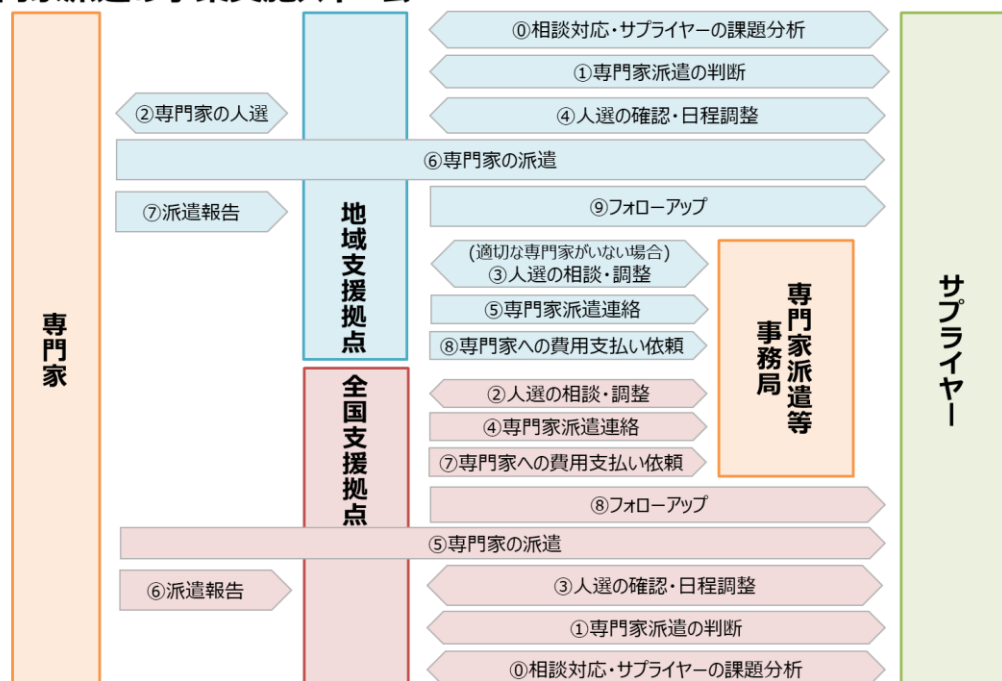 専門家
地域支援拠点
全国支援拠点
専門家派遣等
事務局
サプライヤー
⓪相談対応・サプライヤーの課題分析
①専門家派遣の判断
②専門家の人選
④人選の確認・日程調整
⑥専門家の派遣
⑦派遣報告
⑨フォローアップ
(適切な専門家がいない場合)
③人選の相談・調整
⑤専門家派遣連絡
⑧専門家への費用支払い依頼
②人選の相談・調整
④専門家派遣連絡
⑦専門家への費用支払い依頼
⑧フォローアップ
⑤専門家の派遣
⑥派遣報告
③人選の確認・日程調整
①専門家派遣の判断
⓪相談対応・サプライヤーの課題分析